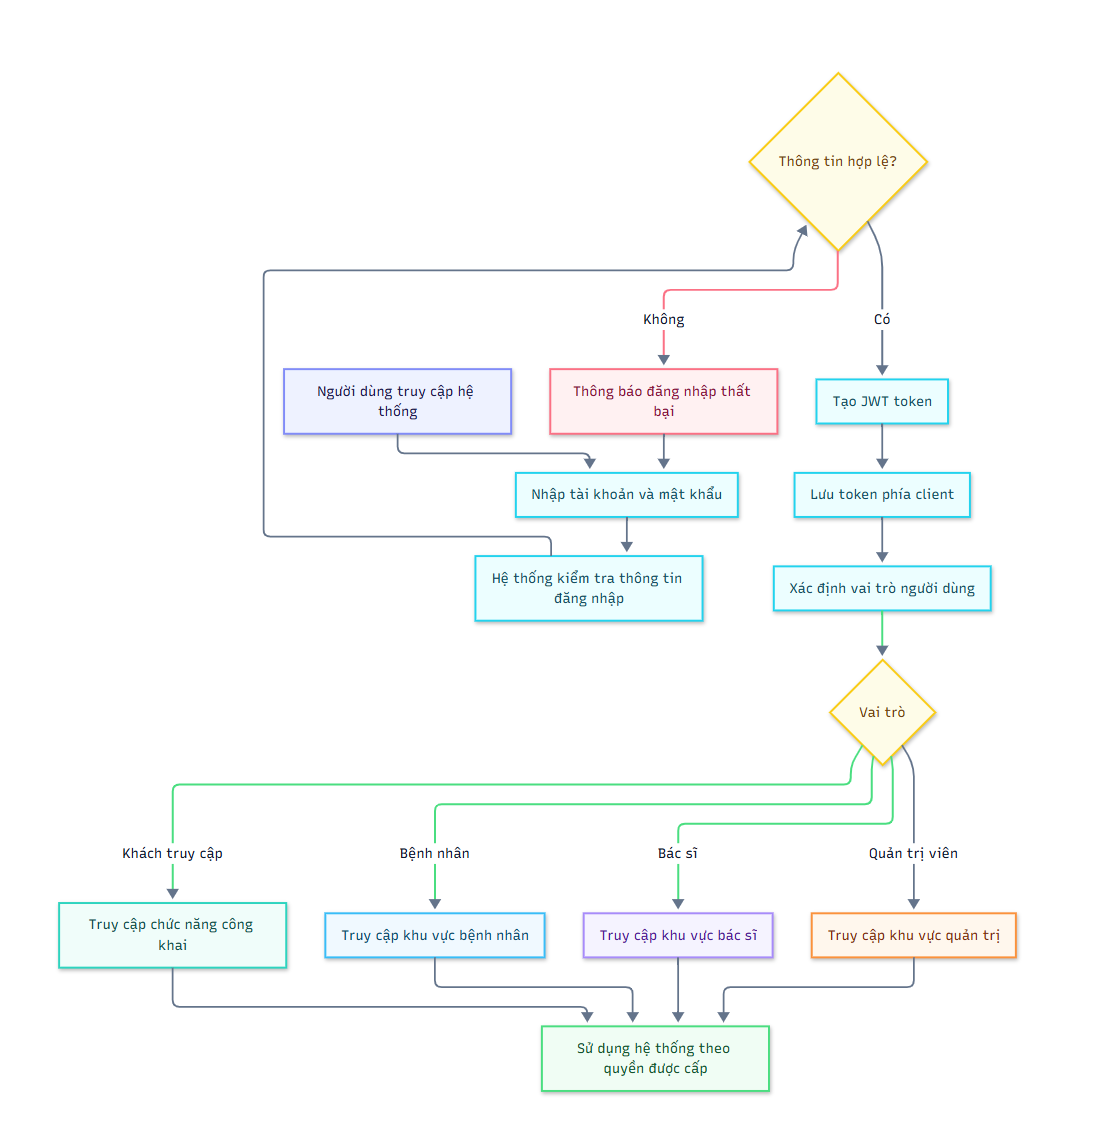 Thông tin hợp lệ?
Không
Có
Người dùng truy cập hệ
thống
Thông báo đăng nhập thất
bại
Tạo JWT token
Nhập tài khoản và mật khẩu
Lưu token phía client
Hệ thống kiểm tra thông tin
đăng nhập
Xác định vai trò người dùng
Vai trò
Khách truy cập
Bệnh nhân
Bác sĩ
Quản trị viên
Truy cập chức năng công
khai
Truy cập khu vực bệnh nhân
Truy cập khu vực bác sĩ
Truy cập khu vực quản trị
Sử dụng hệ thống theo
quyền được cấp